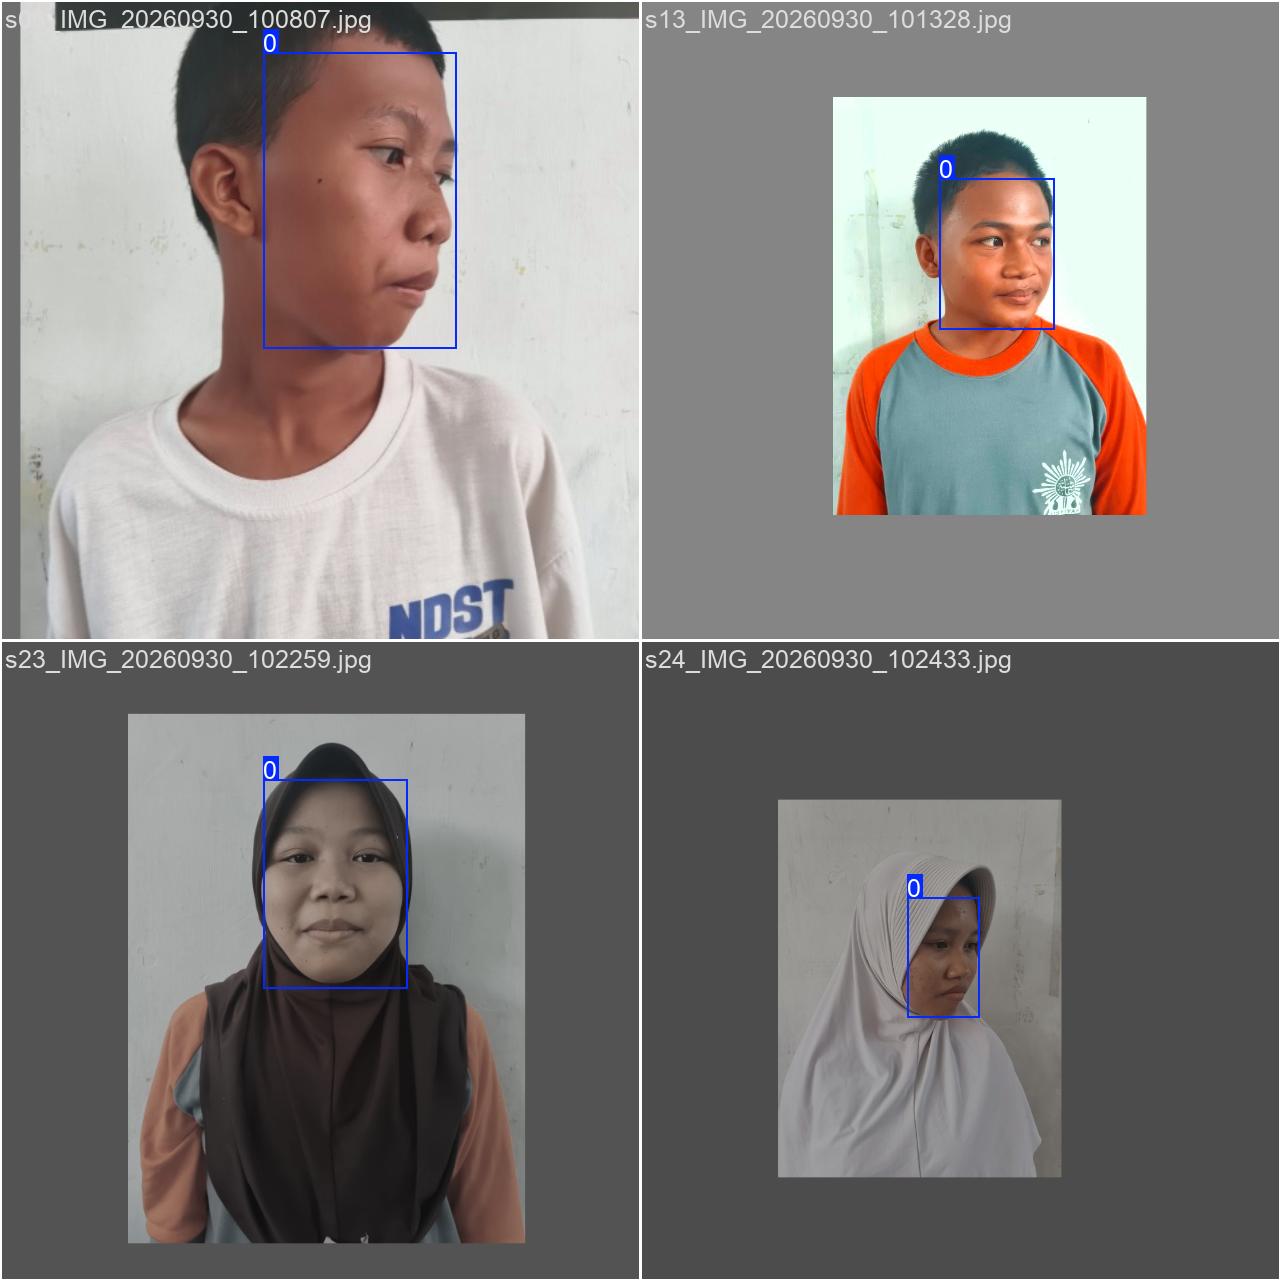 IMG_20260930_100807.jpg
0
NDST
s13_IMG_20260930_101328.jpg
0
s23_IMG_20260930_102259.jpg
0
s24_IMG_20260930_102433.jpg
0